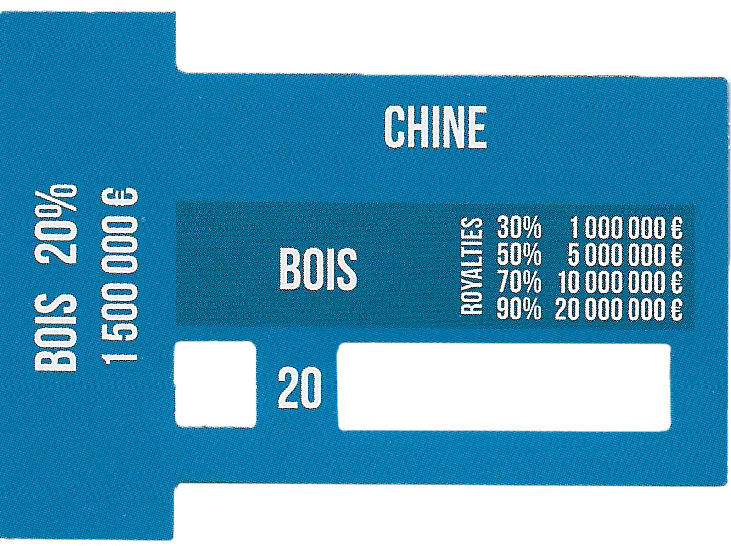 BOIS 20%
1 500 000 €
CHINE
BOIS
ROYALTIES
30% 1 000 000 €
50% 5 000 000 €
70% 10 000 000 €
90% 20 000 000 €
20